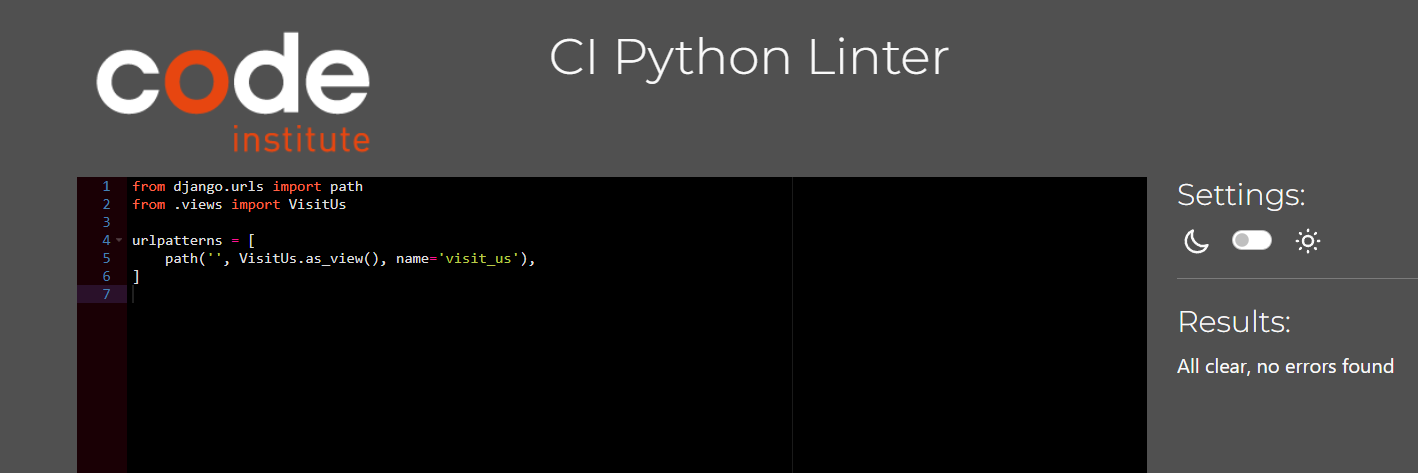 code
institute
CI Python Linter
1 from django.urls import path
2 from .views import VisitUs
3
4 urlpatterns = [
5     path('', VisitUs.as_view(), name='visit_us'),
6 ]
7
Settings:
Results:
All clear, no errors found